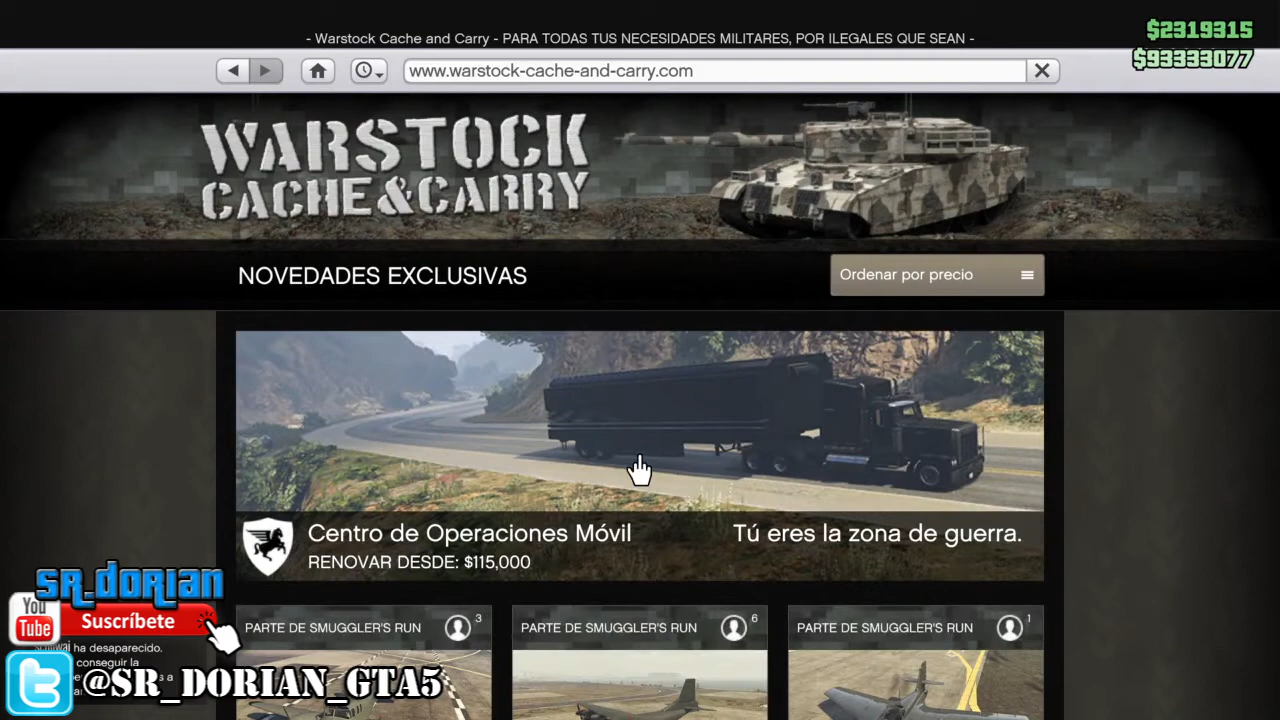 - Warstock Cache and Carry - PARA TODAS TUS NECESIDADES MILITARES, POR ILEGALES QUE SEAN -
$2319315
$93333077
www.warstock-cache-and-carry.com
WARSTOCK
CACHE&CARRY
NOVEDADES EXCLUSIVAS
Ordenar por precio
Centro de Operaciones Móvil
Tú eres la zona de guerra.
RENOVAR DESDE: $115,000
PARTE DE SMUGGLER'S RUN
3
PARTE DE SMUGGLER'S RUN
6
PARTE DE SMUGGLER'S RUN
1
SR.DORIAN
You
Tube
Suscríbete
ha desaparecido.
conseguir la
s a
@SR_DORIAN_GTA5